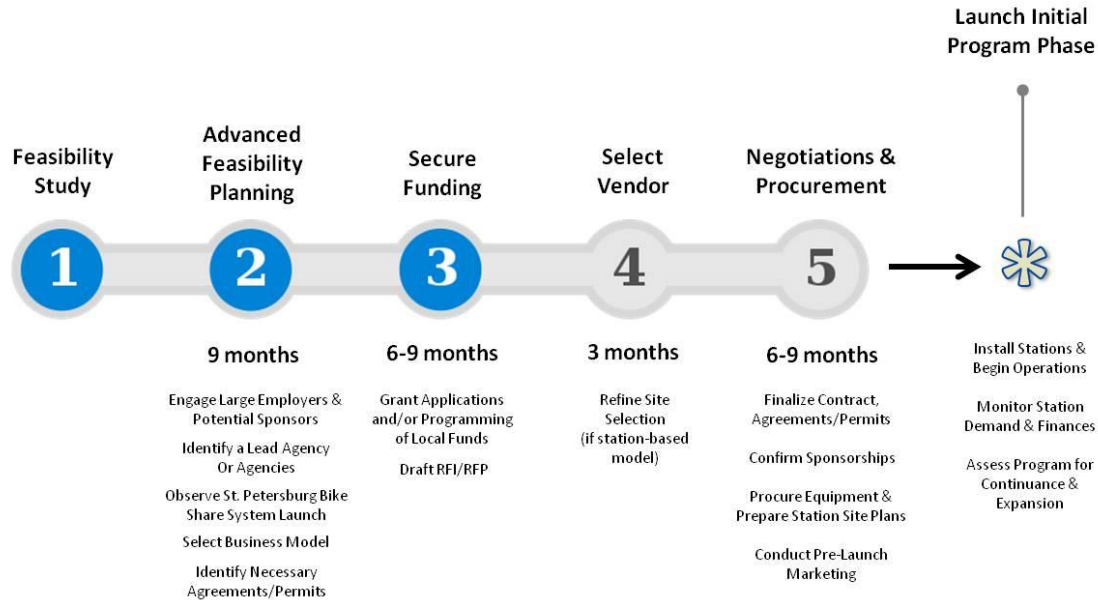 Launch Initial
Program Phase
Feasibility
Study
Advanced
Feasibility
Planning
Secure
Funding
Select
Vendor
Negotiations &
Procurement
1
2
3
4
5
9 months
Engage Large Employers &
Potential Sponsors
Identify a Lead Agency
Or Agencies
Observe St. Petersburg Bike
Share System Launch
Select Business Model
Identify Necessary
Agreements/Permits
6-9 months
Grant Applications
and/or Programming
of Local Funds
Draft RFI/RFP
3 months
Refine Site
Selection
(if station-based
model)
6-9 months
Finalize Contract,
Agreements/Permits
Confirm Sponsorships
Procure Equipment &
Prepare Station Site Plans
Conduct Pre-Launch
Marketing
Install Stations &
Begin Operations
Monitor Station
Demand & Finances
Assess Program for
Continuance &
Expansion